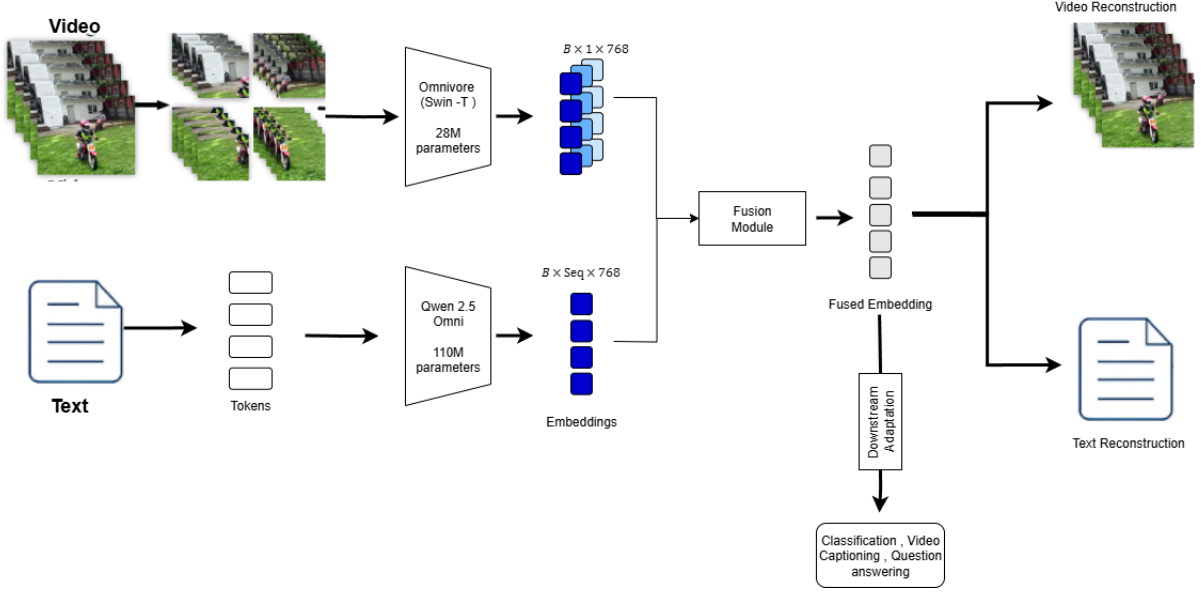 Video
Video Reconstruction
B × 1 × 768
Omnivore
(Swin -T )
28M
parameters
Fusion
Module
B × Seq × 768
Qwen 2.5
Omni
110M
parameters
Fused Embedding
Text
Tokens
Embeddings
Downstream
Adaptation
Text Reconstruction
Classification , Video
Captioning , Question
answering